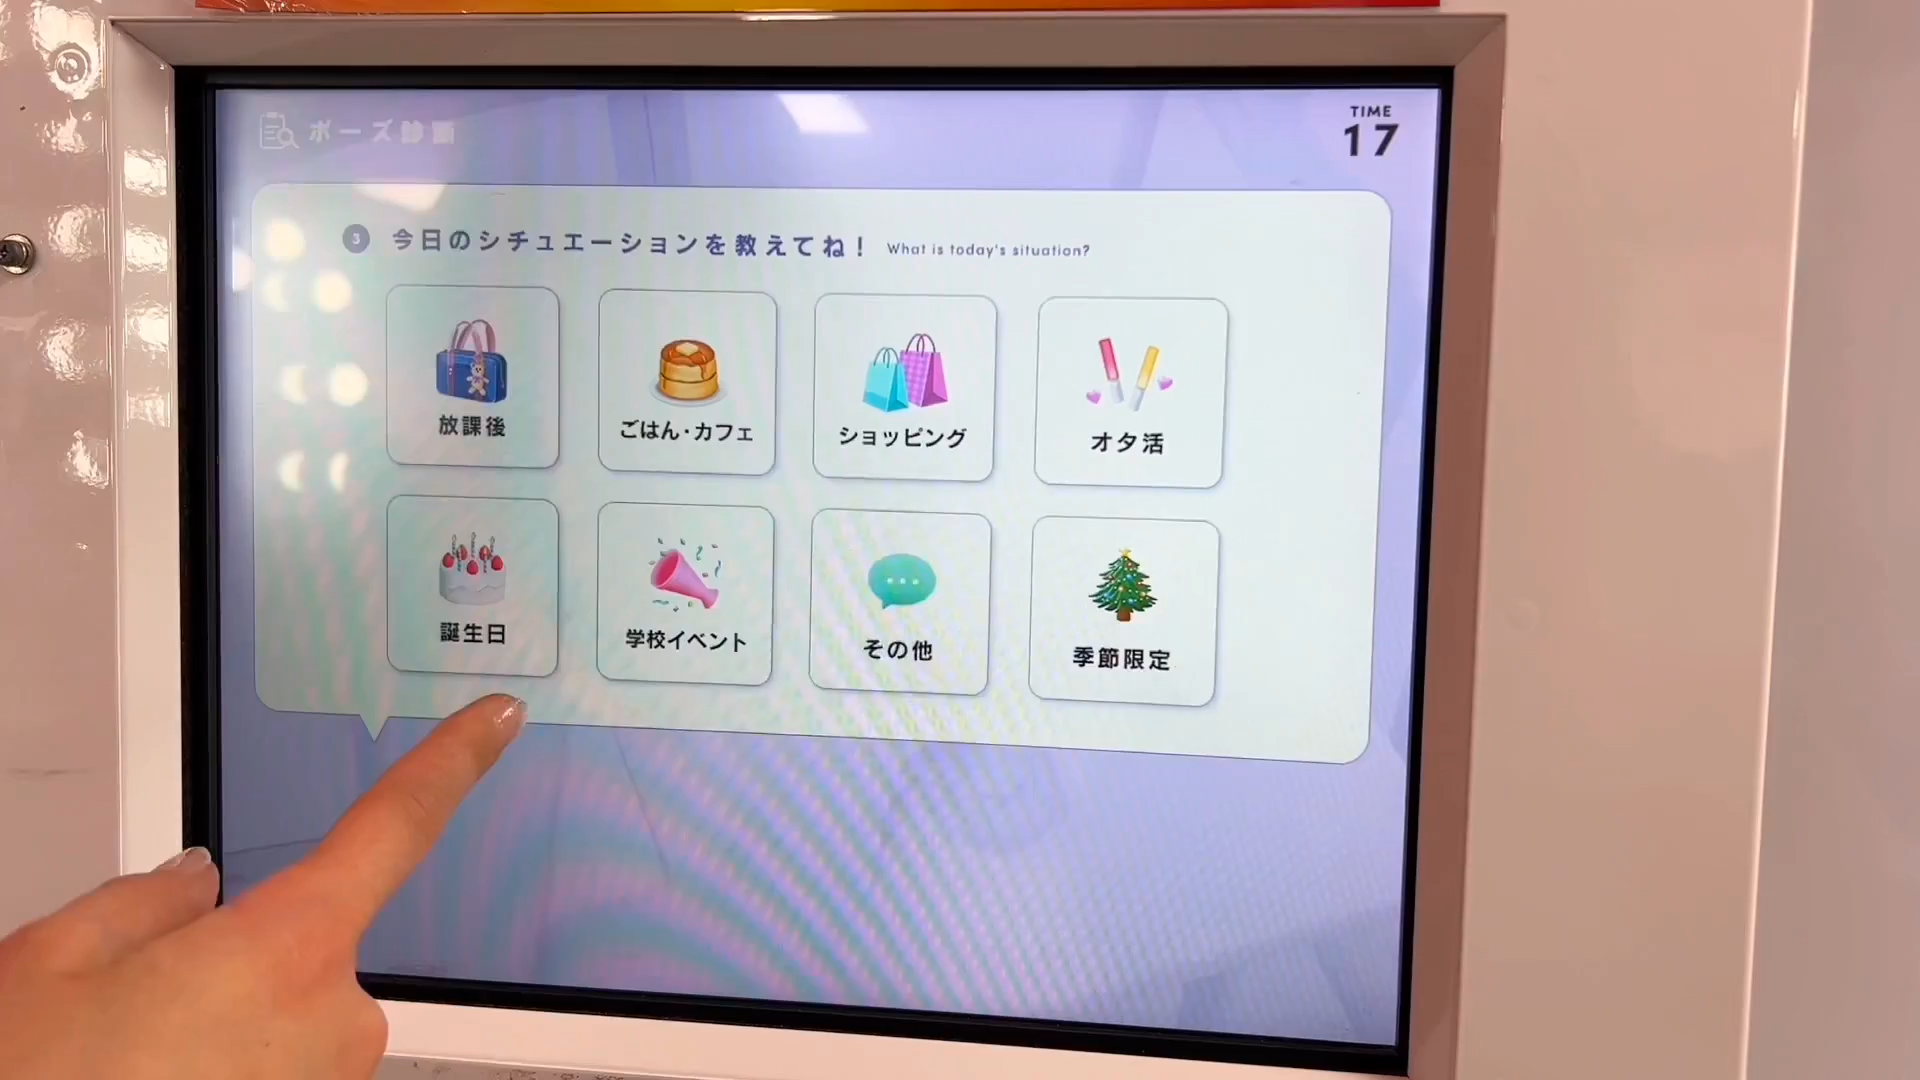 ポーズ診断
TIME
17
3 今日のシチュエーションを教えてね! What is today's situation?
放課後
ごはん・カフェ
ショッピング
オタ活
誕生日
学校イベント
その他
季節限定